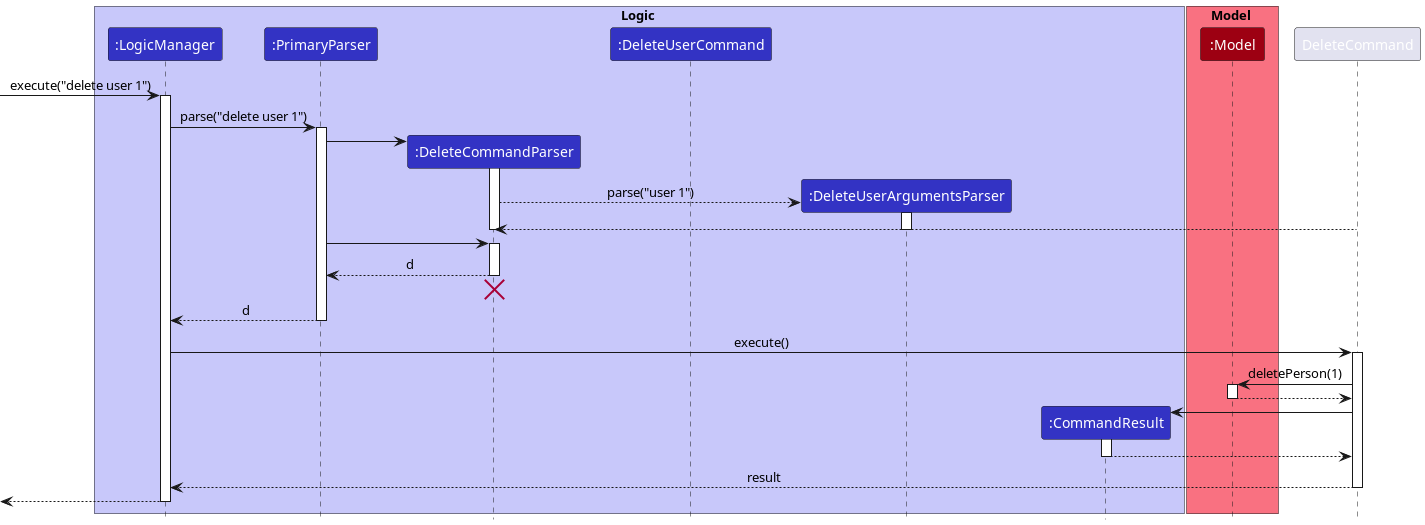 Logic
Model
:LogicManager
:PrimaryParser
:DeleteUserCommand
:Model
DeleteCommand
execute("delete user 1")
parse("delete user 1")
:DeleteCommandParser
parse("user 1")
:DeleteUserArgumentsParser
d
d
execute()
deletePerson(1)
:CommandResult
result